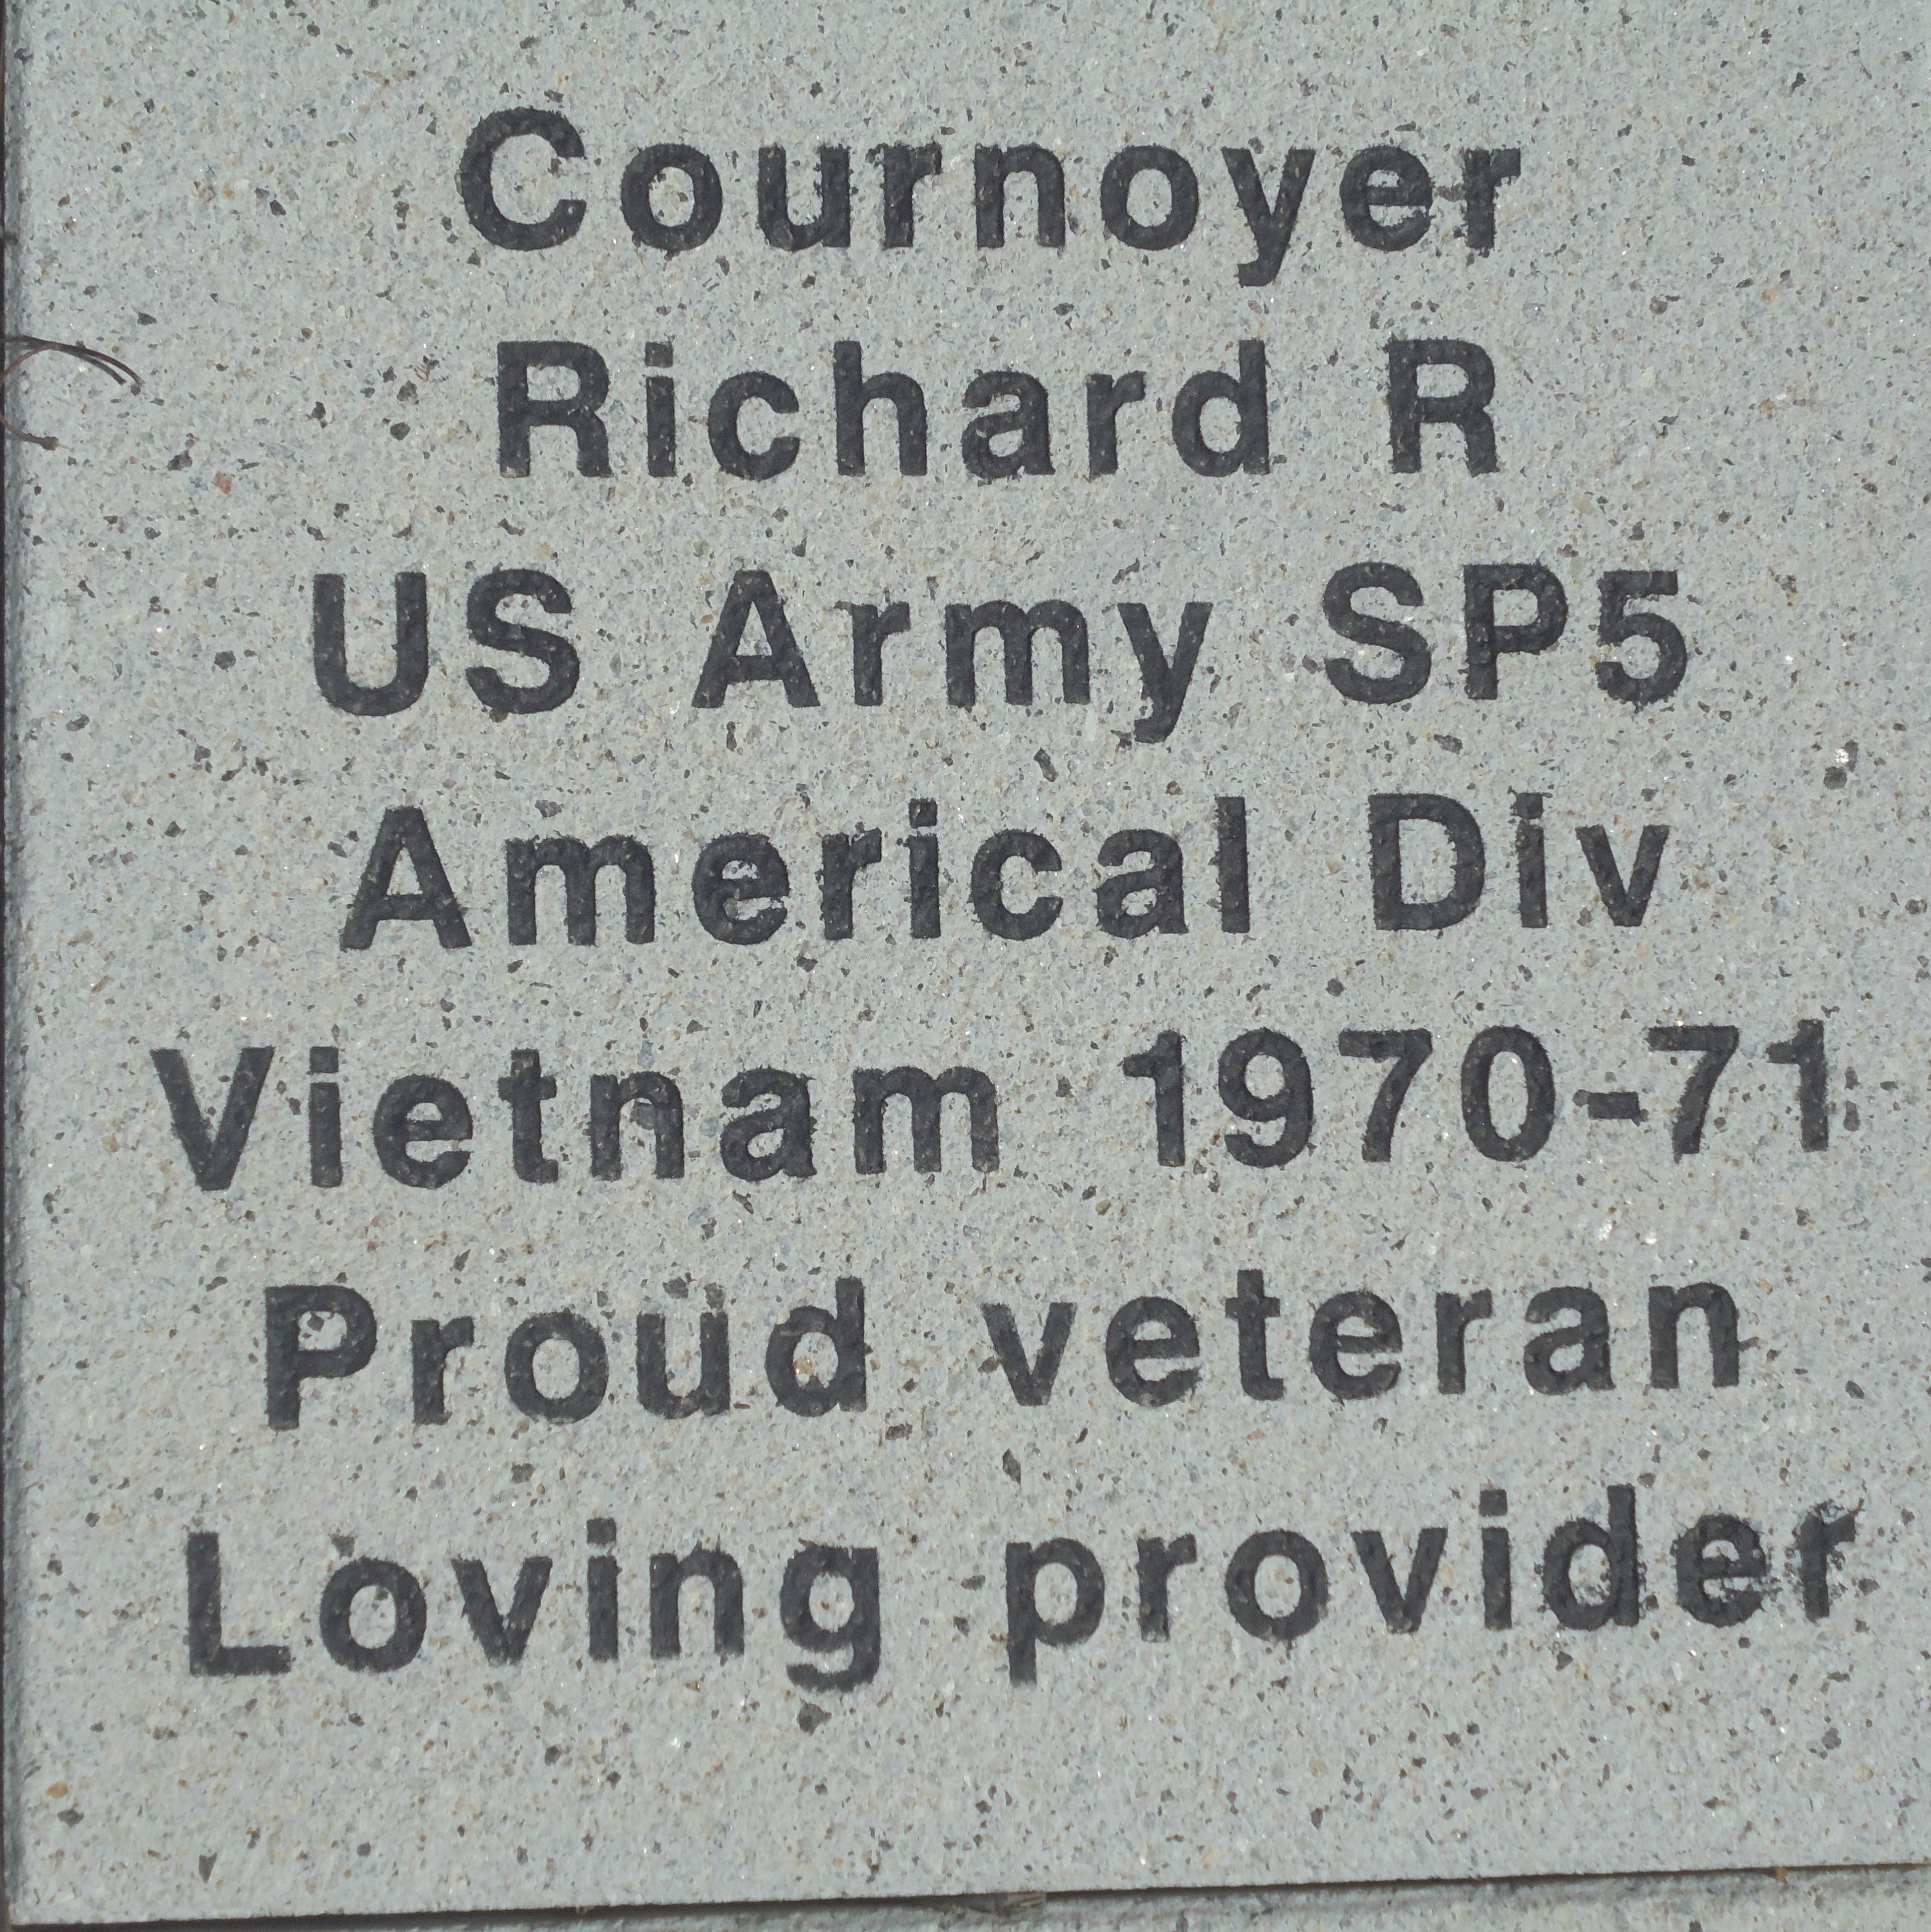 Cournoyer
Richard R
US Army SP5
Americal Div
Vietnam 1970-71
Proud veteran
Loving provider